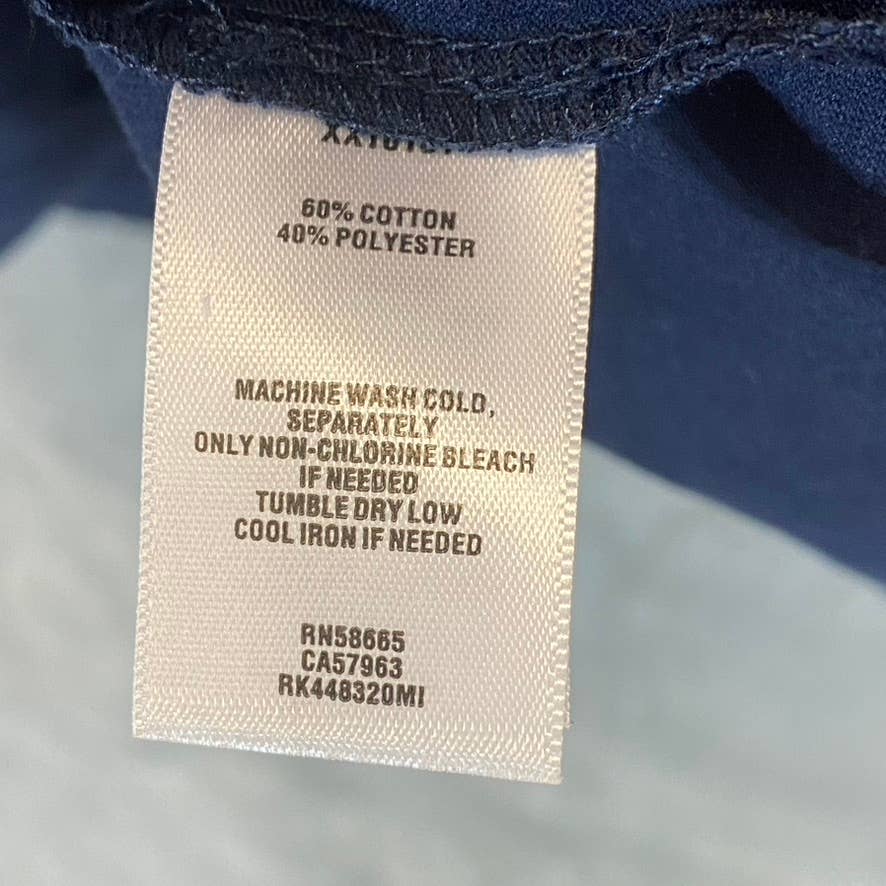 60% COTTON
40% POLYESTER
MACHINE WASH COLD,
SEPARATELY
ONLY NON-CHLORINE BLEACH
IF NEEDED
TUMBLE DRY LOW
COOL IRON IF NEEDED
RN58665
CA57963
RK448320MI